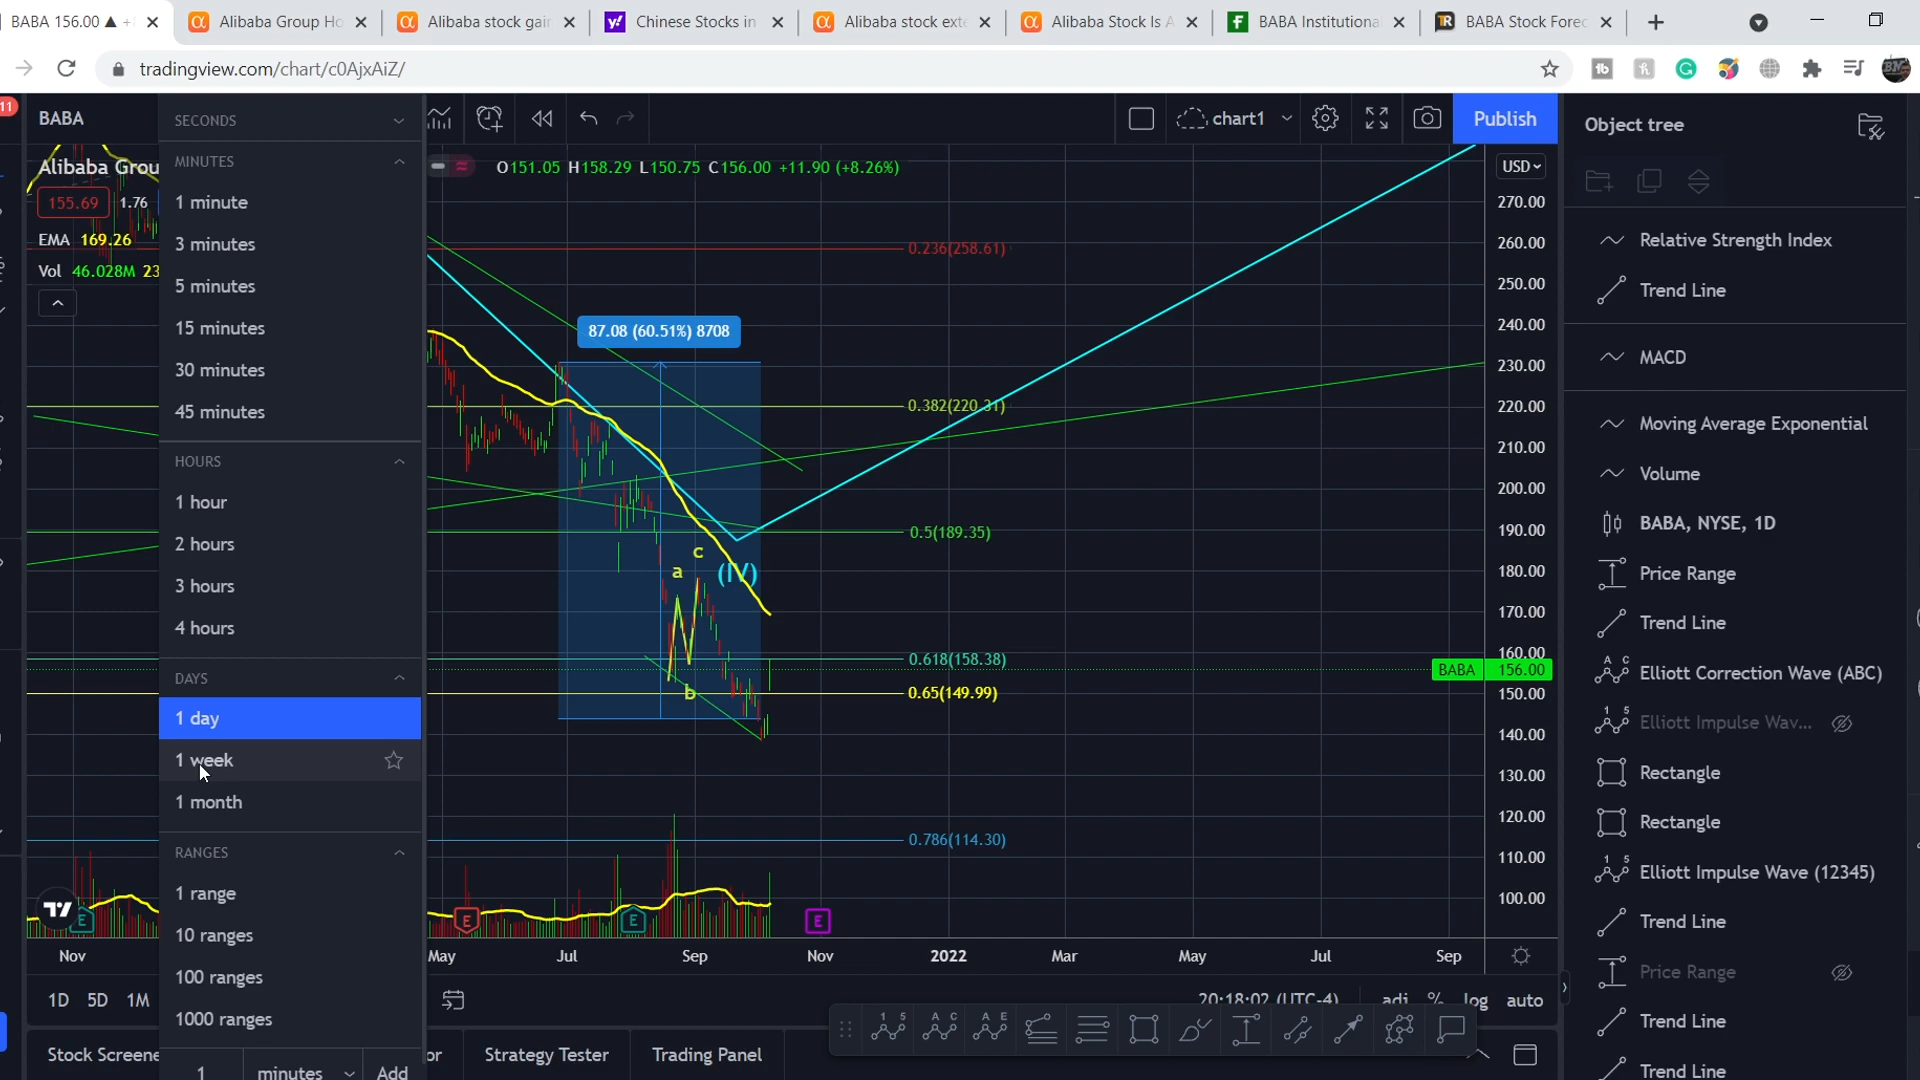 BABA 156.00 ▲ +
Alibaba Group Ho
Alibaba stock gai
Chinese Stocks in
Alibaba stock exte
Alibaba Stock Is A
BABA Institutiona
BABA Stock Forec
tradingview.com/chart/c0AjxAiZ/
11
BABA
chart1
Publish
Alibaba Grou
O151.05 H158.29 L150.75 C156.00 +11.90 (+8.26%)
155.69 1.76
EMA 169.26
Vol 46.028M 23
SECONDS
MINUTES
1 minute
3 minutes
5 minutes
15 minutes
30 minutes
45 minutes
HOURS
1 hour
2 hours
3 hours
4 hours
DAYS
1 day
1 week
1 month
RANGES
1 range
10 ranges
100 ranges
1000 ranges
1 minutes Add
87.08 (60.51%) 8708
0.236(258.61)
0.382(220.31)
0.5(189.35)
0.618(158.38)
0.65(149.99)
0.786(114.30)
a
b
c
(IV)
E
E
E
E
USD
270.00
260.00
250.00
240.00
230.00
220.00
210.00
200.00
190.00
180.00
170.00
160.00
BABA 156.00
150.00
140.00
130.00
120.00
110.00
100.00
Nov
May
Jul
Sep
Nov
2022
Mar
May
Jul
Sep
1D 5D 1M
20:18:02 (UTC-4)
adj % log auto
Stock Screene
or
Strategy Tester
Trading Panel
Object tree
Relative Strength Index
Trend Line
MACD
Moving Average Exponential
Volume
BABA, NYSE, 1D
Price Range
Trend Line
Elliott Correction Wave (ABC)
Elliott Impulse Wav...
Rectangle
Rectangle
Elliott Impulse Wave (12345)
Trend Line
Price Range
Trend Line
Trend Line